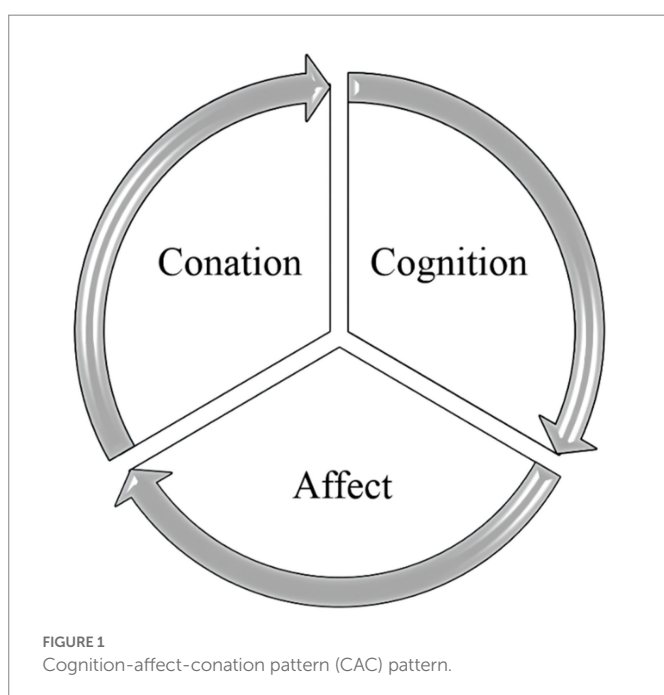 Conation
Cognition
Affect
FIGURE 1
Cognition-affect-conation pattern (CAC) pattern.